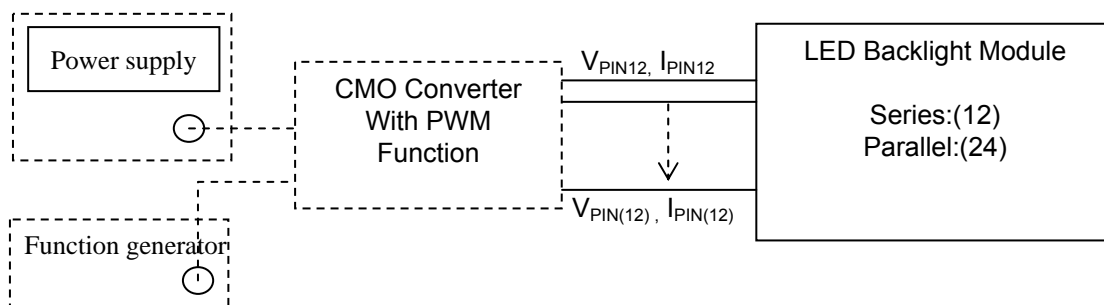 Power supply
CMO Converter
With PWM
Function
V_PIN12, I_PIN12
V_PIN(12) , I_PIN(12)
LED Backlight Module
Series:(12)
Parallel:(24)
Function generator